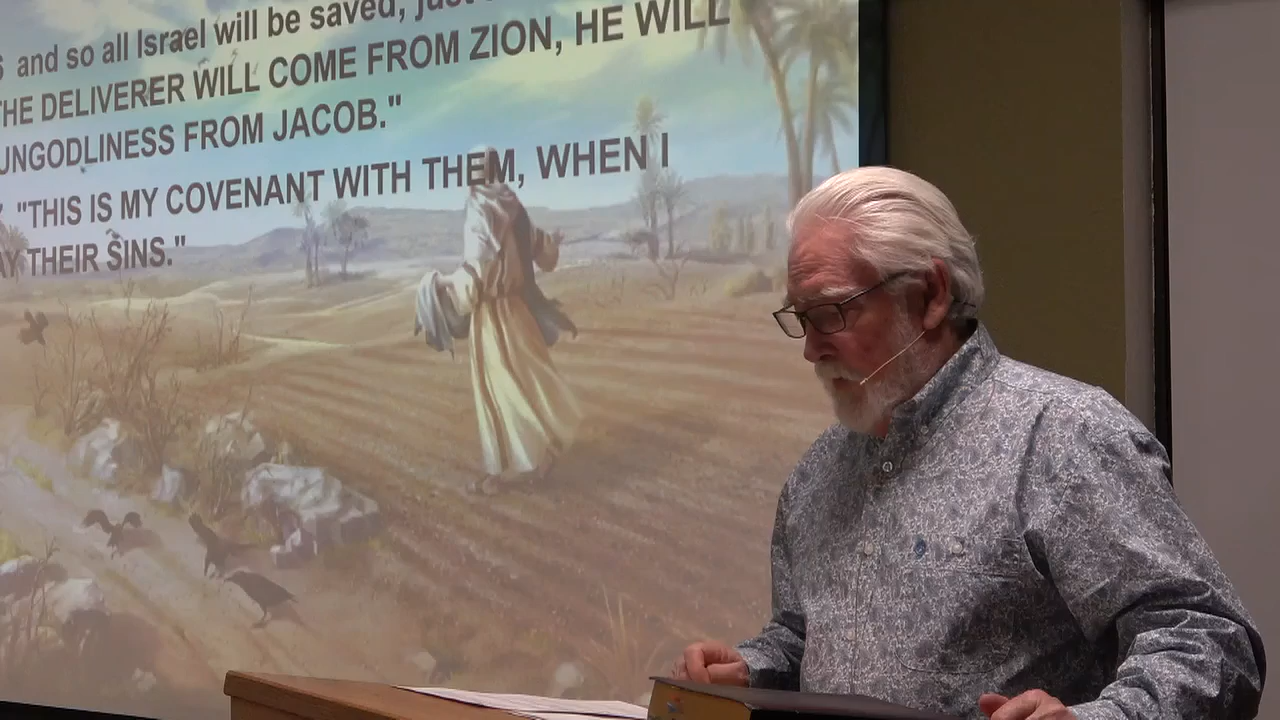 and so all Israel will be saved; just
THE DELIVERER WILL COME FROM ZION, HE WILL
UNGODLINESS FROM JACOB."
"THIS IS MY COVENANT WITH THEM, WHEN I
THEIR SINS."